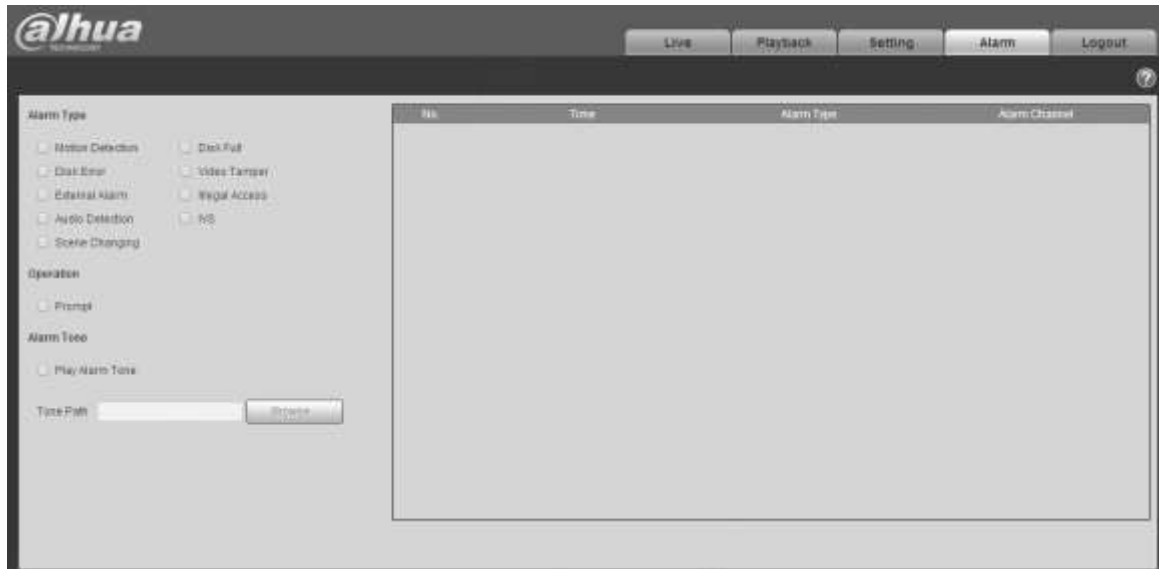 alhua
TECHNOLOGY
Live Playback Setting Alarm Logout
?
Alarm Type
Motion Detection Disk Full
Disk Error Video Tamper
External Alarm Illegal Access
Audio Detection IVS
Scene Changing
Operation
Prompt
Alarm Tone
Play Alarm Tone
Tone Path Browse
No. Time Alarm Type Alarm Channel